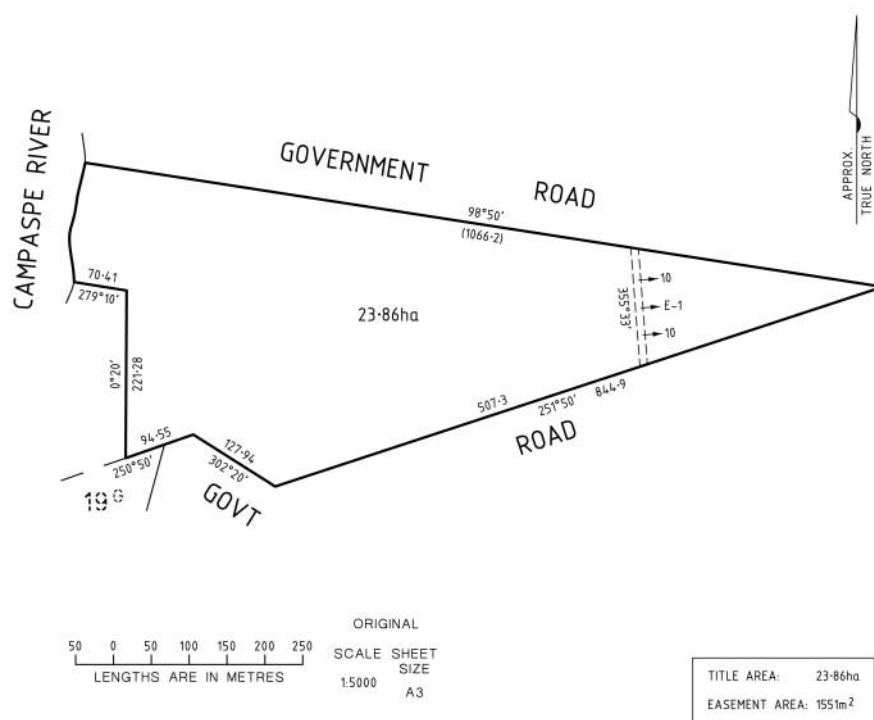 CAMPASPE RIVER
GOVERNMENT ROAD
98°50'
(1066·2)
APPROX.
TRUE NORTH
70·41
279°10'
0°20'
221·28
23·86ha
355°33'
10
E-1
10
94·55
250°50'
127·94
302°20'
507·3
251°50'
844·9
19G
GOVT ROAD
50 0 50 100 150 200 250
LENGTHS ARE IN METRES
ORIGINAL
SCALE SHEET
SIZE
1:5000
A3
TITLE AREA: 23·86ha
EASEMENT AREA: 1551m²